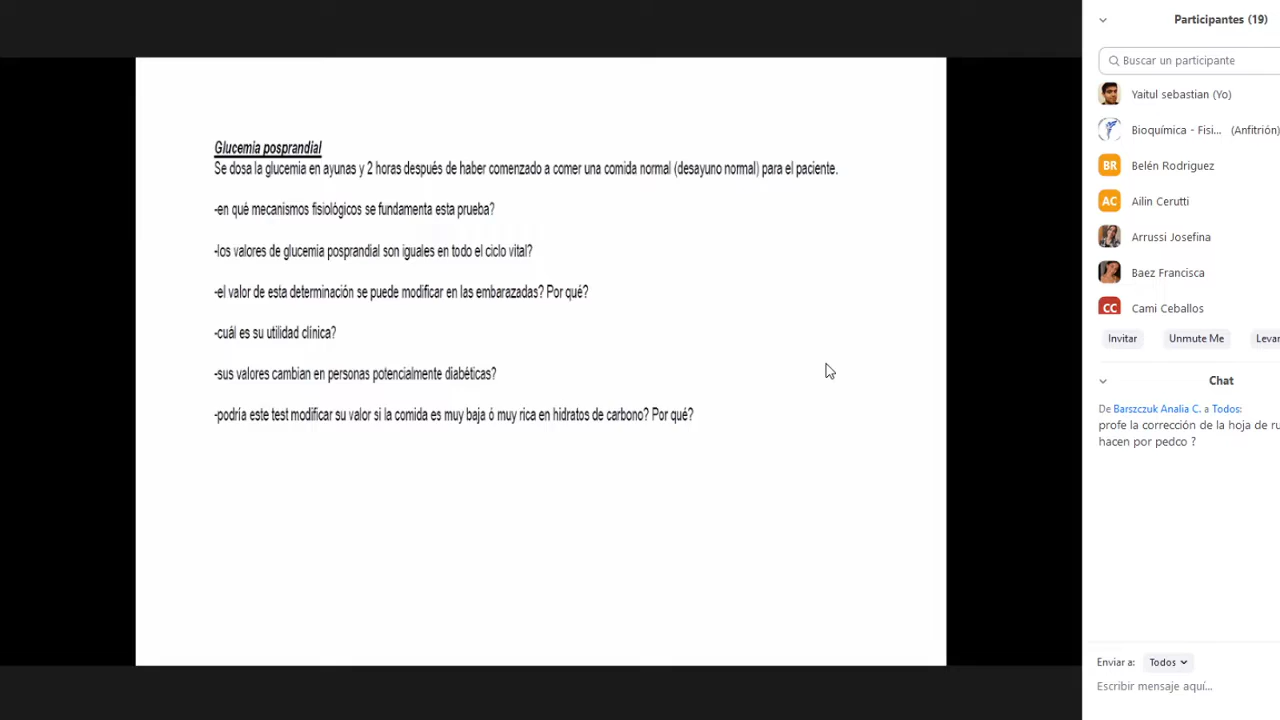 Glucemia posprandial
Se dosa la glucemia en ayunas y 2 horas después de haber comenzado a comer una comida normal (desayuno normal) para el paciente.
-en qué mecanismos fisiológicos se fundamenta esta prueba?
-los valores de glucemia posprandial son iguales en todo el ciclo vital?
-el valor de esta determinación se puede modificar en las embarazadas? Por qué?
-cuál es su utilidad clínica?
-sus valores cambian en personas potencialmente diabéticas?
-podría este test modificar su valor si la comida es muy baja ó muy rica en hidratos de carbono? Por qué?
Participantes (19)
Buscar un participante
Yaitul sebastian (Yo)
Bioquímica - Fisi... (Anfitrión)
BR Belén Rodriguez
AC Ailin Cerutti
Arrussi Josefina
Baez Francisca
CC Cami Ceballos
Invitar Unmute Me Levan
Chat
De Barszczuk Analia C. a Todos:
profe la corrección de la hoja de ru
hacen por pedco ?
Enviar a: Todos
Escribir mensaje aquí...